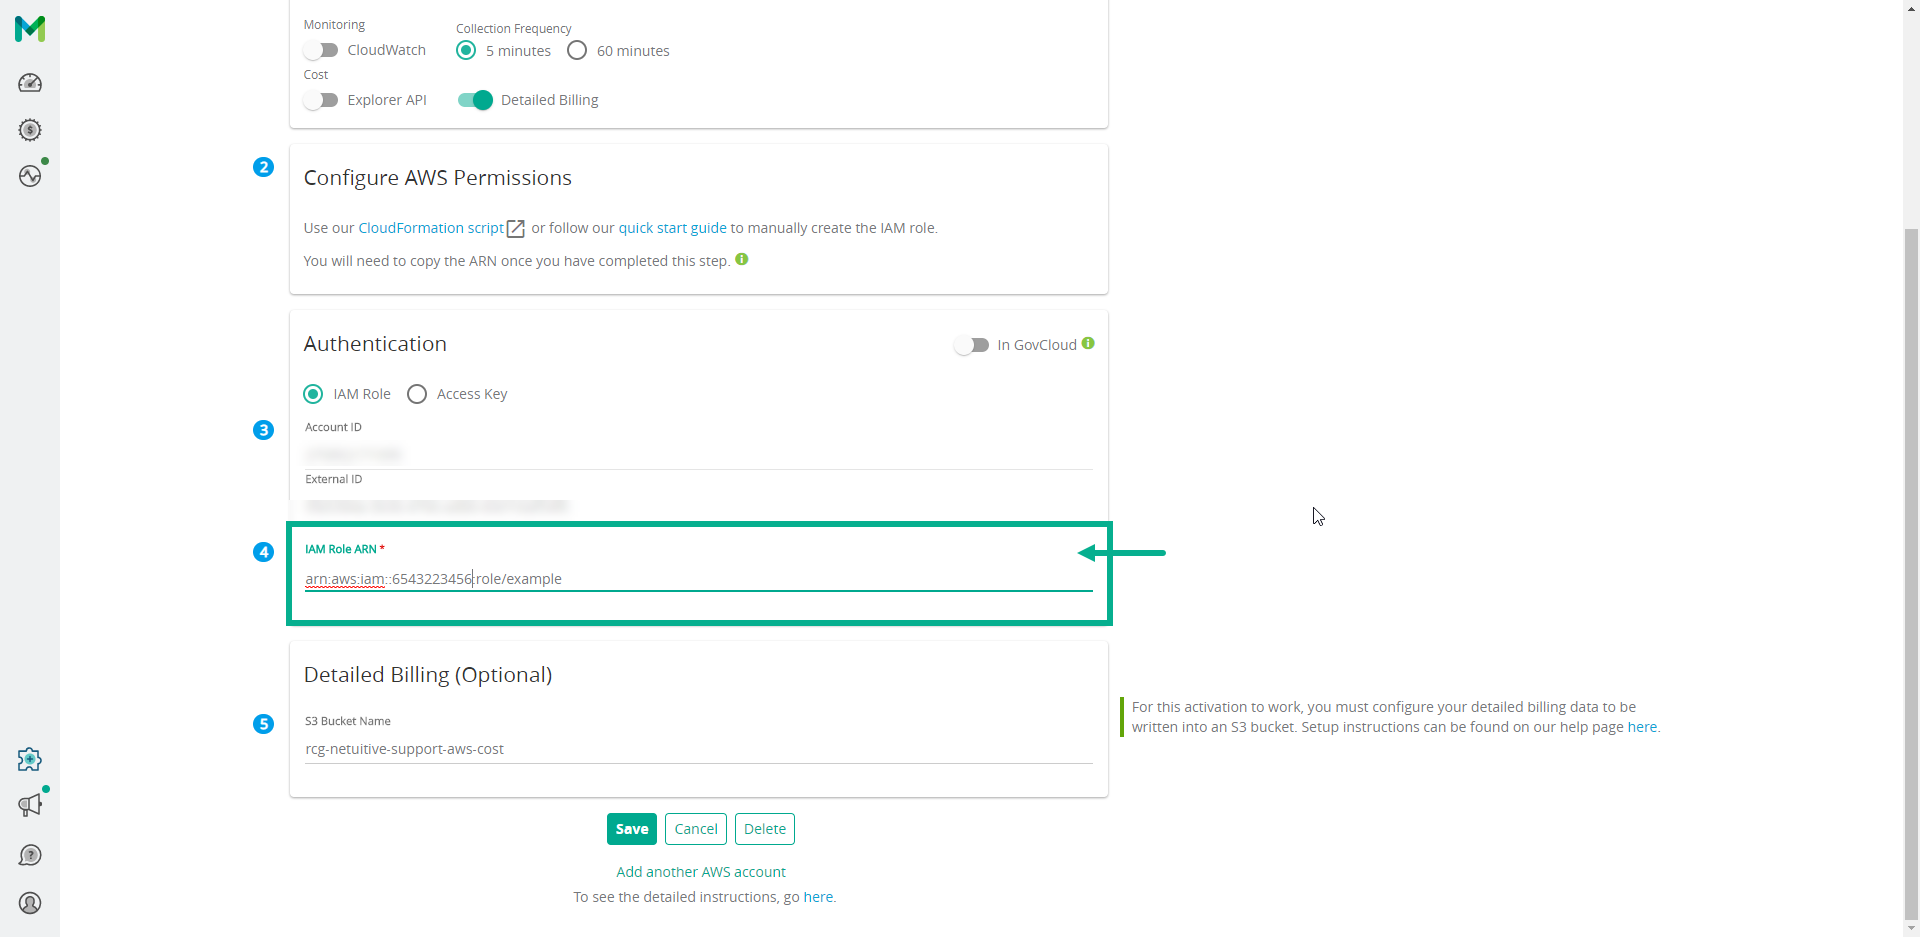 Monitoring
Collection Frequency
CloudWatch
5 minutes
60 minutes
Cost
Explorer API
Detailed Billing
2
Configure AWS Permissions
Use our CloudFormation script or follow our quick start guide to manually create the IAM role.
You will need to copy the ARN once you have completed this step.
Authentication
In GovCloud
IAM Role
Access Key
3
Account ID
External ID
4
IAM Role ARN *
arn:aws:iam::6543223456:role/example
Detailed Billing (Optional)
5
S3 Bucket Name
rcg-netuitive-support-aws-cost
For this activation to work, you must configure your detailed billing data to be
written into an S3 bucket. Setup instructions can be found on our help page here.
Save
Cancel
Delete
Add another AWS account
To see the detailed instructions, go here.